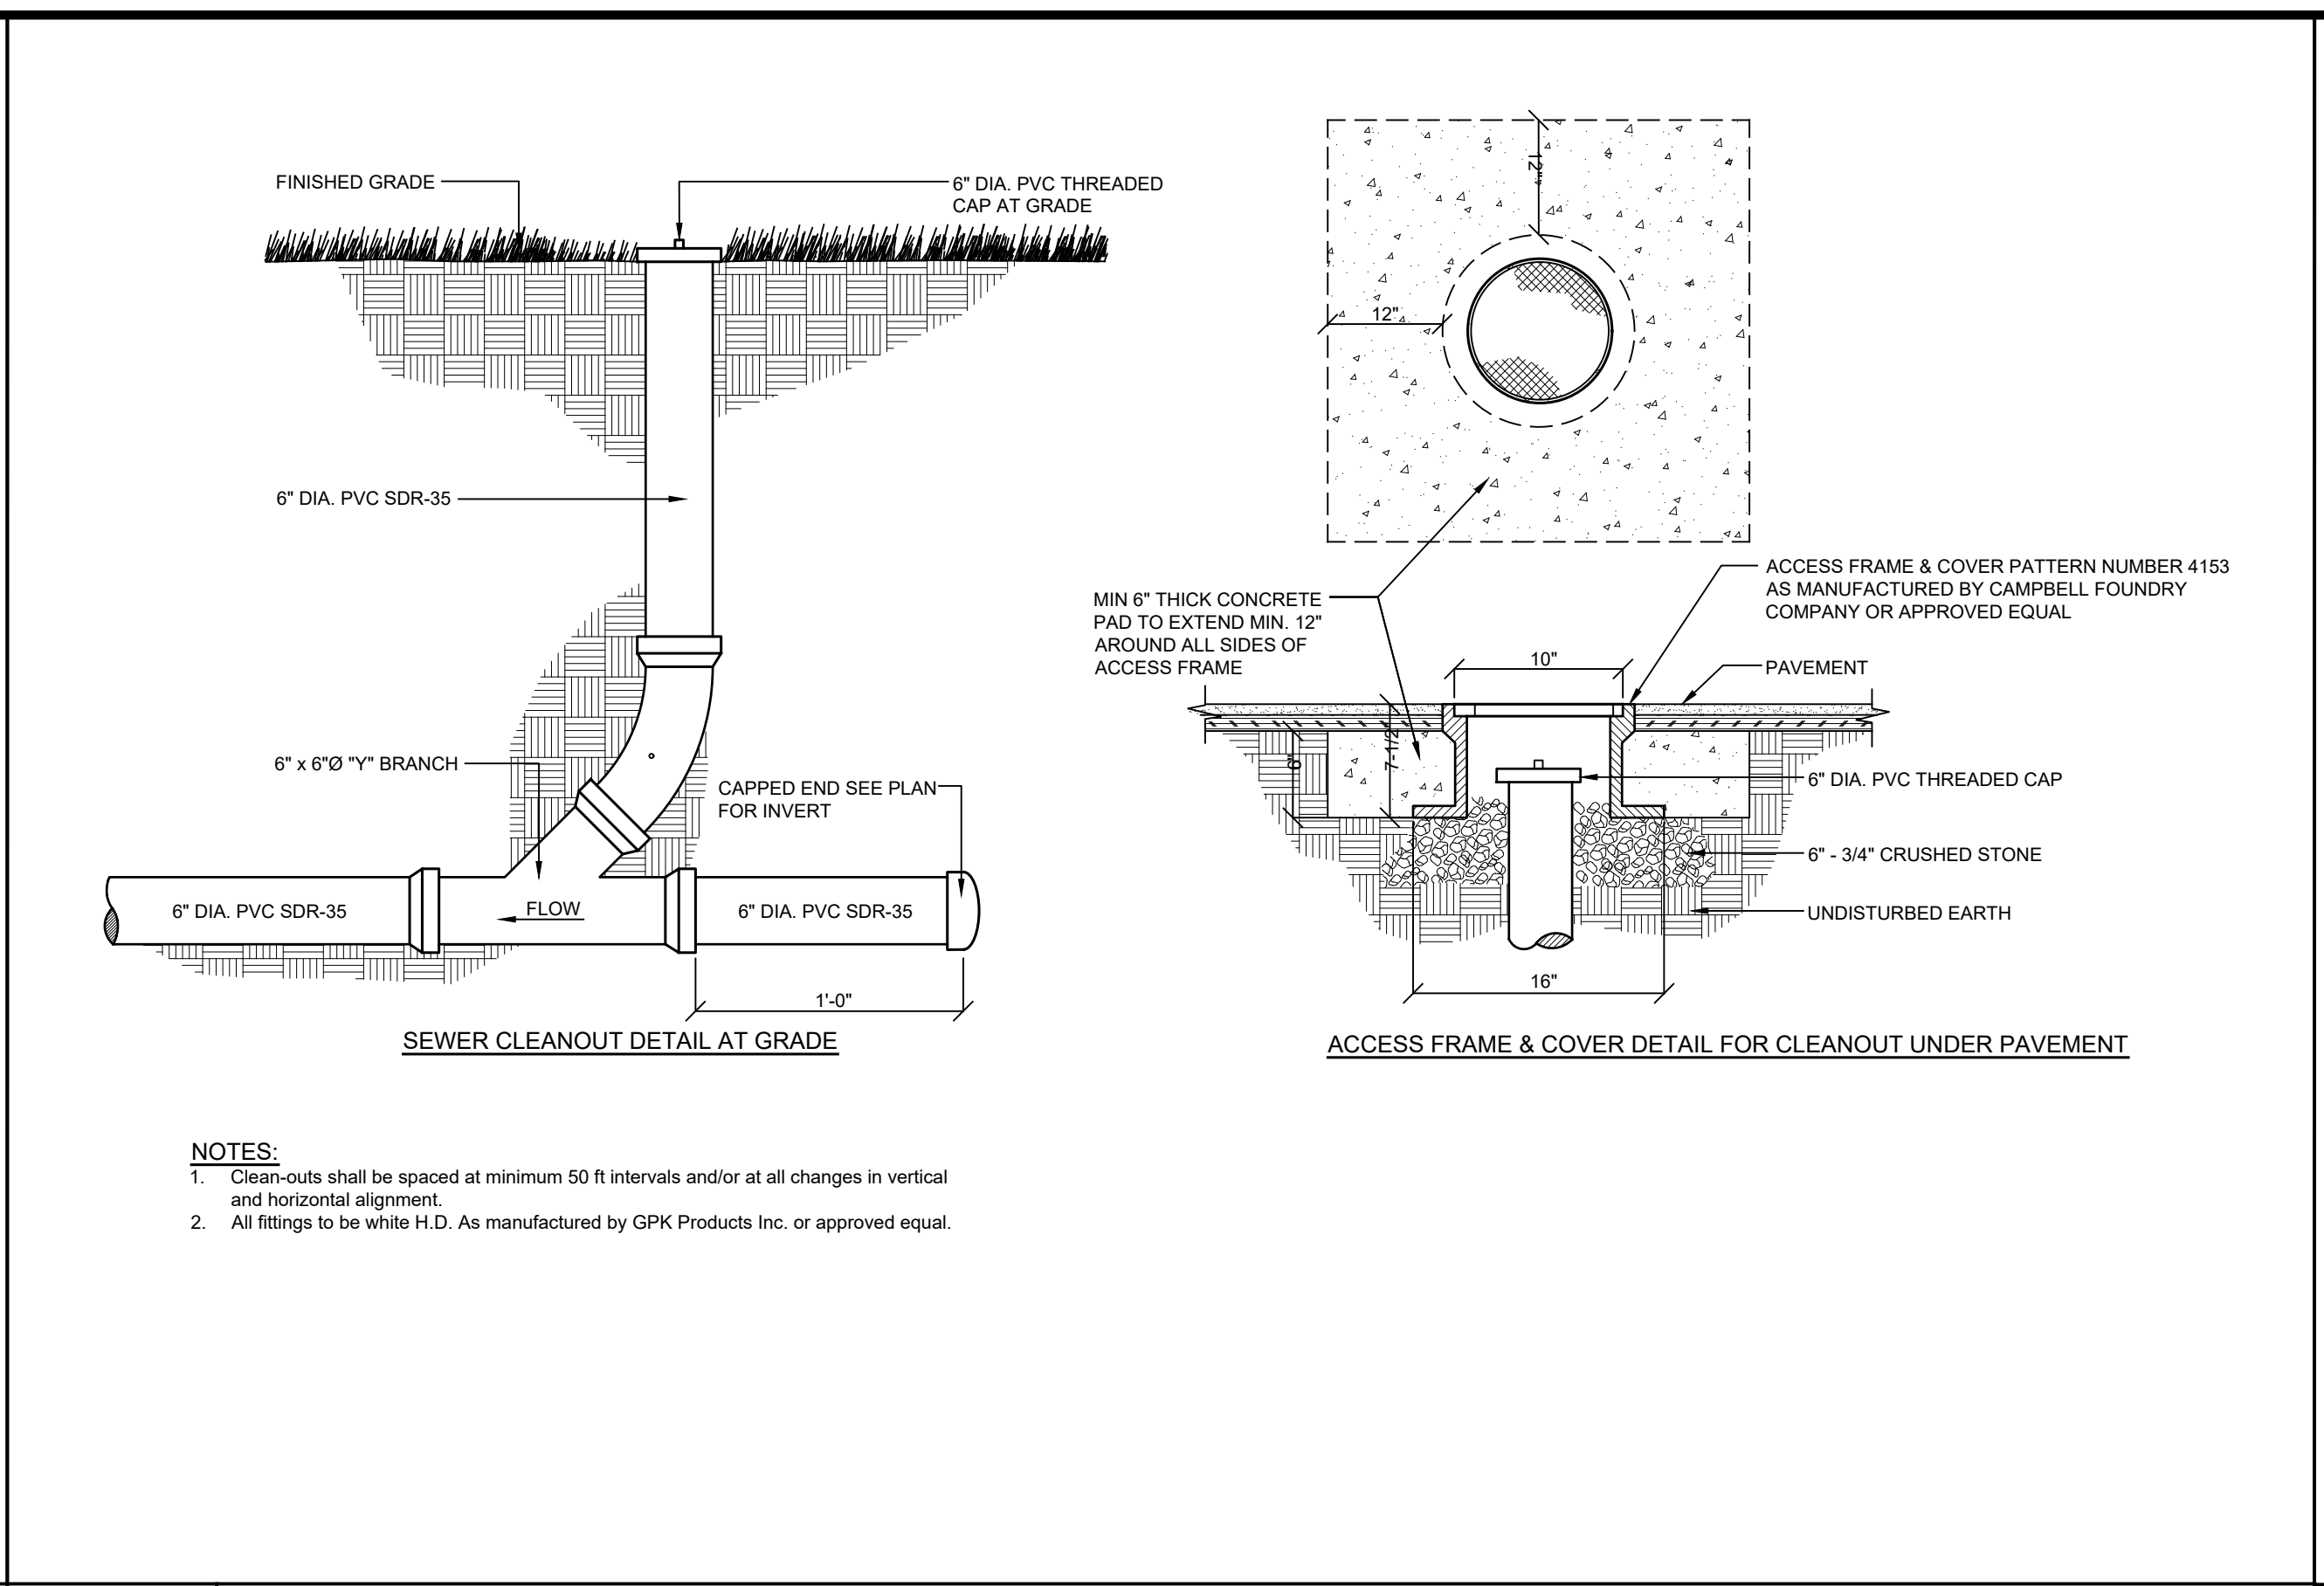 FINISHED GRADE
6" DIA. PVC THREADED
CAP AT GRADE
6" DIA. PVC SDR-35
6" x 6"Ø "Y" BRANCH
CAPPED END SEE PLAN
FOR INVERT
6" DIA. PVC SDR-35
FLOW
6" DIA. PVC SDR-35
1'-0"
SEWER CLEANOUT DETAIL AT GRADE
12"
12"
MIN 6" THICK CONCRETE
PAD TO EXTEND MIN. 12"
AROUND ALL SIDES OF
ACCESS FRAME
ACCESS FRAME & COVER PATTERN NUMBER 4153
AS MANUFACTURED BY CAMPBELL FOUNDRY
COMPANY OR APPROVED EQUAL
10"
PAVEMENT
6"
7-1/2"
6" DIA. PVC THREADED CAP
6" - 3/4" CRUSHED STONE
UNDISTURBED EARTH
16"
ACCESS FRAME & COVER DETAIL FOR CLEANOUT UNDER PAVEMENT
NOTES:
1. Clean-outs shall be spaced at minimum 50 ft intervals and/or at all changes in vertical
and horizontal alignment.
2. All fittings to be white H.D. As manufactured by GPK Products Inc. or approved equal.